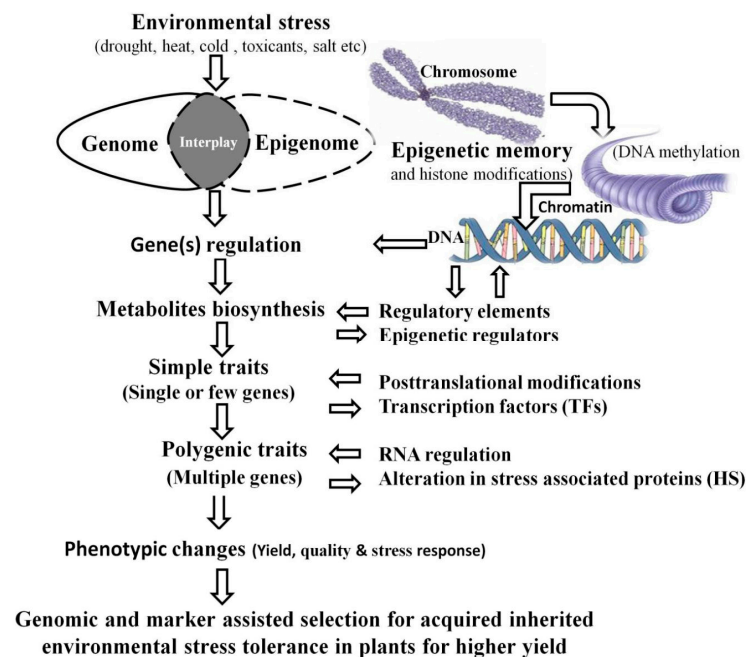 Environmental stress
(drought, heat, cold , toxicants, salt etc)
Chromosome
Genome
Interplay
Epigenome
Epigenetic memory
(DNA methylation
and histone modifications)
Chromatin
Gene(s) regulation
DNA
Metabolites biosynthesis
Regulatory elements
Epigenetic regulators
Simple traits
(Single or few genes)
Posttranslational modifications
Transcription factors (TFs)
Polygenic traits
(Multiple genes)
RNA regulation
Alteration in stress associated proteins (HS)
Phenotypic changes (Yield, quality & stress response)
Genomic and marker assisted selection for acquired inherited
environmental stress tolerance in plants for higher yield